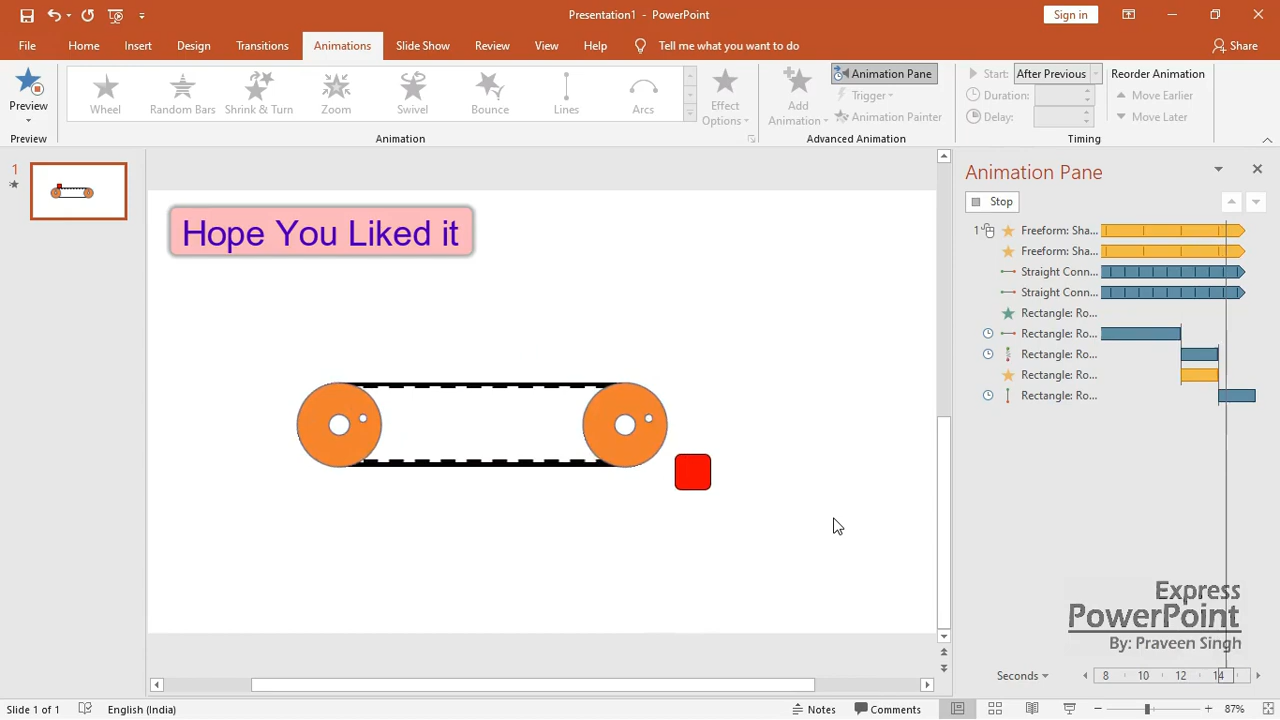 Presentation1 - PowerPoint
Sign in
File
Home
Insert
Design
Transitions
Animations
Slide Show
Review
View
Help
Tell me what you want to do
Share
Preview
Wheel
Random Bars
Shrink & Turn
Zoom
Swivel
Bounce
Lines
Arcs
Effect
Options
Add
Animation
Animation Pane
Trigger
Animation Painter
Start:
After Previous
Duration:
Delay:
Reorder Animation
Move Earlier
Move Later
Preview
Animation
Advanced Animation
Timing
1
Hope You Liked it
Animation Pane
Stop
1
Freeform: Sha...
Freeform: Sha...
Straight Conn...
Straight Conn...
Rectangle: Ro...
Rectangle: Ro...
Rectangle: Ro...
Rectangle: Ro...
Rectangle: Ro...
Express
PowerPoint
By: Praveen Singh
Seconds
8
10
12
14
Slide 1 of 1
English (India)
Notes
Comments
87%